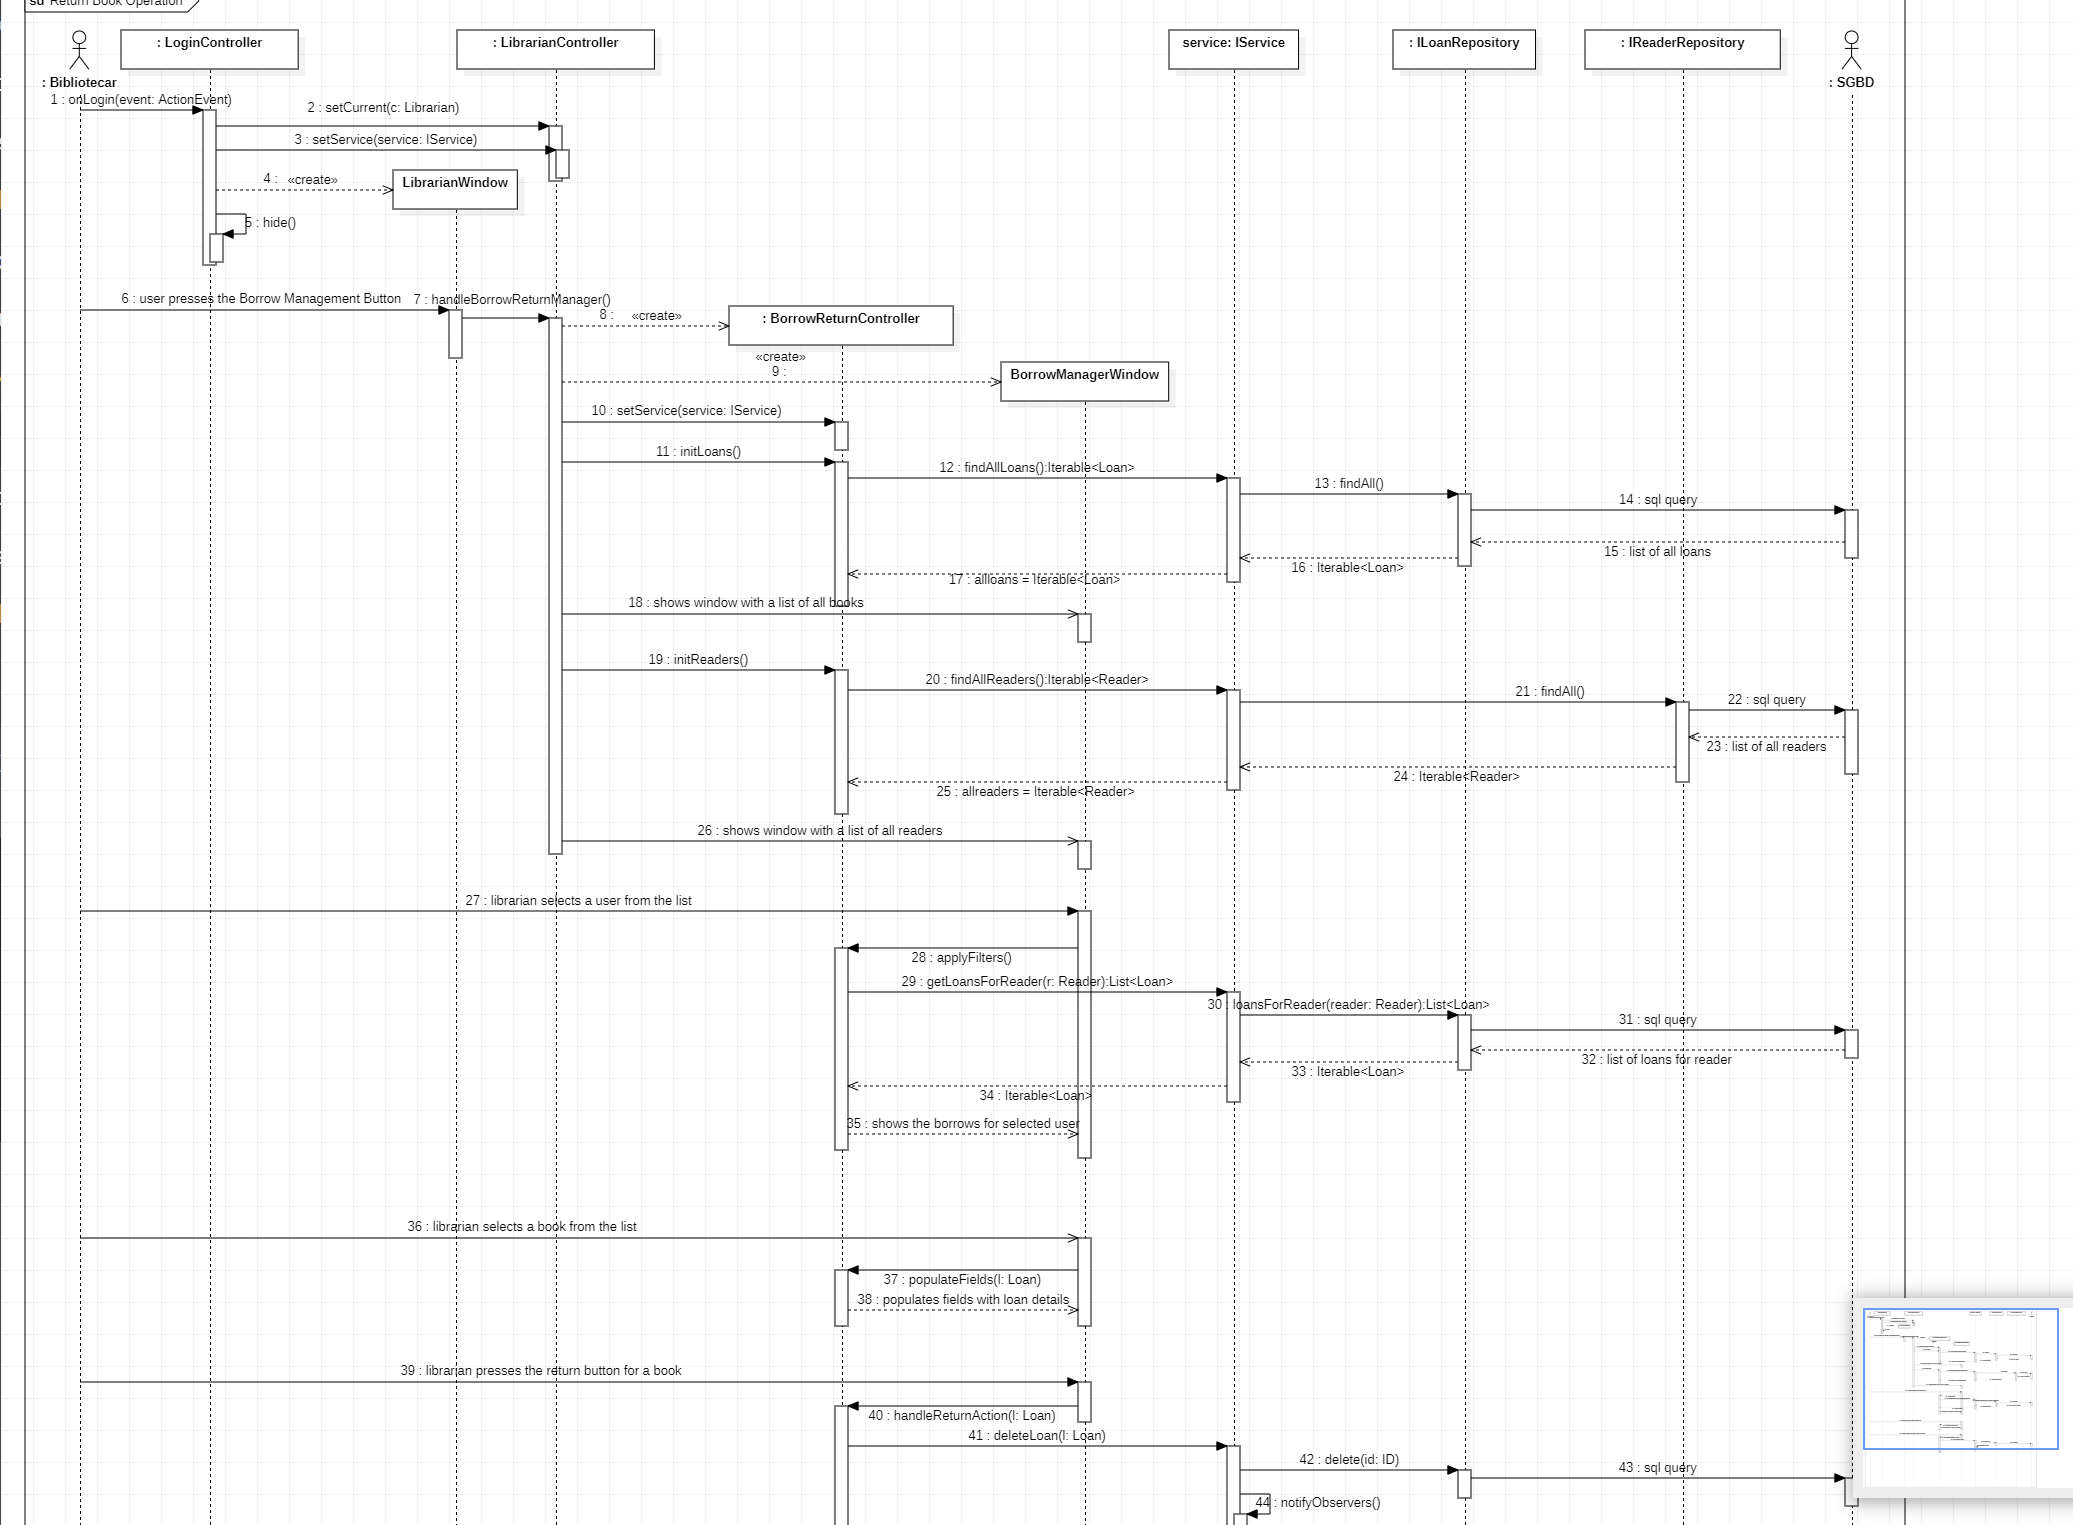 sd Return Book Operation
: LoginController
: LibrarianController
service: IService
: ILoanRepository
: IReaderRepository
: Bibliotecar
: SGBD
1 : onLogin(event: ActionEvent)
2 : setCurrent(c: Librarian)
3 : setService(service: IService)
4 : «create»
LibrarianWindow
5 : hide()
6 : user presses the Borrow Management Button
7 : handleBorrowReturnManager()
8 : «create»
: BorrowReturnController
«create»
9 :
BorrowManagerWindow
10 : setService(service: IService)
11 : initLoans()
12 : findAllLoans():Iterable<Loan>
13 : findAll()
14 : sql query
15 : list of all loans
16 : Iterable<Loan>
17 : allloans = Iterable<Loan>
18 : shows window with a list of all books
19 : initReaders()
20 : findAllReaders():Iterable<Reader>
21 : findAll()
22 : sql query
23 : list of all readers
24 : Iterable<Reader>
25 : allreaders = Iterable<Reader>
26 : shows window with a list of all readers
27 : librarian selects a user from the list
28 : applyFilters()
29 : getLoansForReader(r: Reader):List<Loan>
30 : loansForReader(reader: Reader):List<Loan>
31 : sql query
32 : list of loans for reader
33 : Iterable<Loan>
34 : Iterable<Loan>
35 : shows the borrows for selected user
36 : librarian selects a book from the list
37 : populateFields(l: Loan)
38 : populates fields with loan details
39 : librarian presses the return button for a book
40 : handleReturnAction(l: Loan)
41 : deleteLoan(l: Loan)
42 : delete(id: ID)
43 : sql query
44 : notifyObservers()